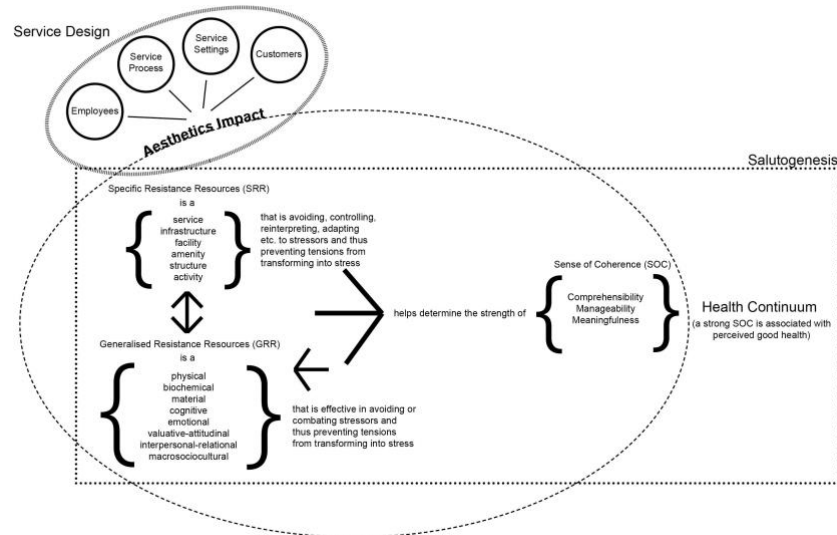 Service Design
Employees
Service
Process
Service
Settings
Customers
Aesthetics Impact
Salutogenesis
Specific Resistance Resources (SRR)
is a
service
infrastructure
facility
amenity
structure
activity
that is avoiding, controlling,
reinterpreting, adapting
etc. to stressors and thus
preventing tensions from
transforming into stress
Generalised Resistance Resources (GRR)
is a
physical
biochemical
material
cognitive
emotional
valuative-attitudinal
interpersonal-relational
macrosociocultural
that is effective in avoiding or
combating stressors and
thus preventing tensions
from transforming into stress
helps determine the strength of
Sense of Coherence (SOC)
Comprehensibility
Manageability
Meaningfulness
Health Continuum
(a strong SOC is associated with
perceived good health)